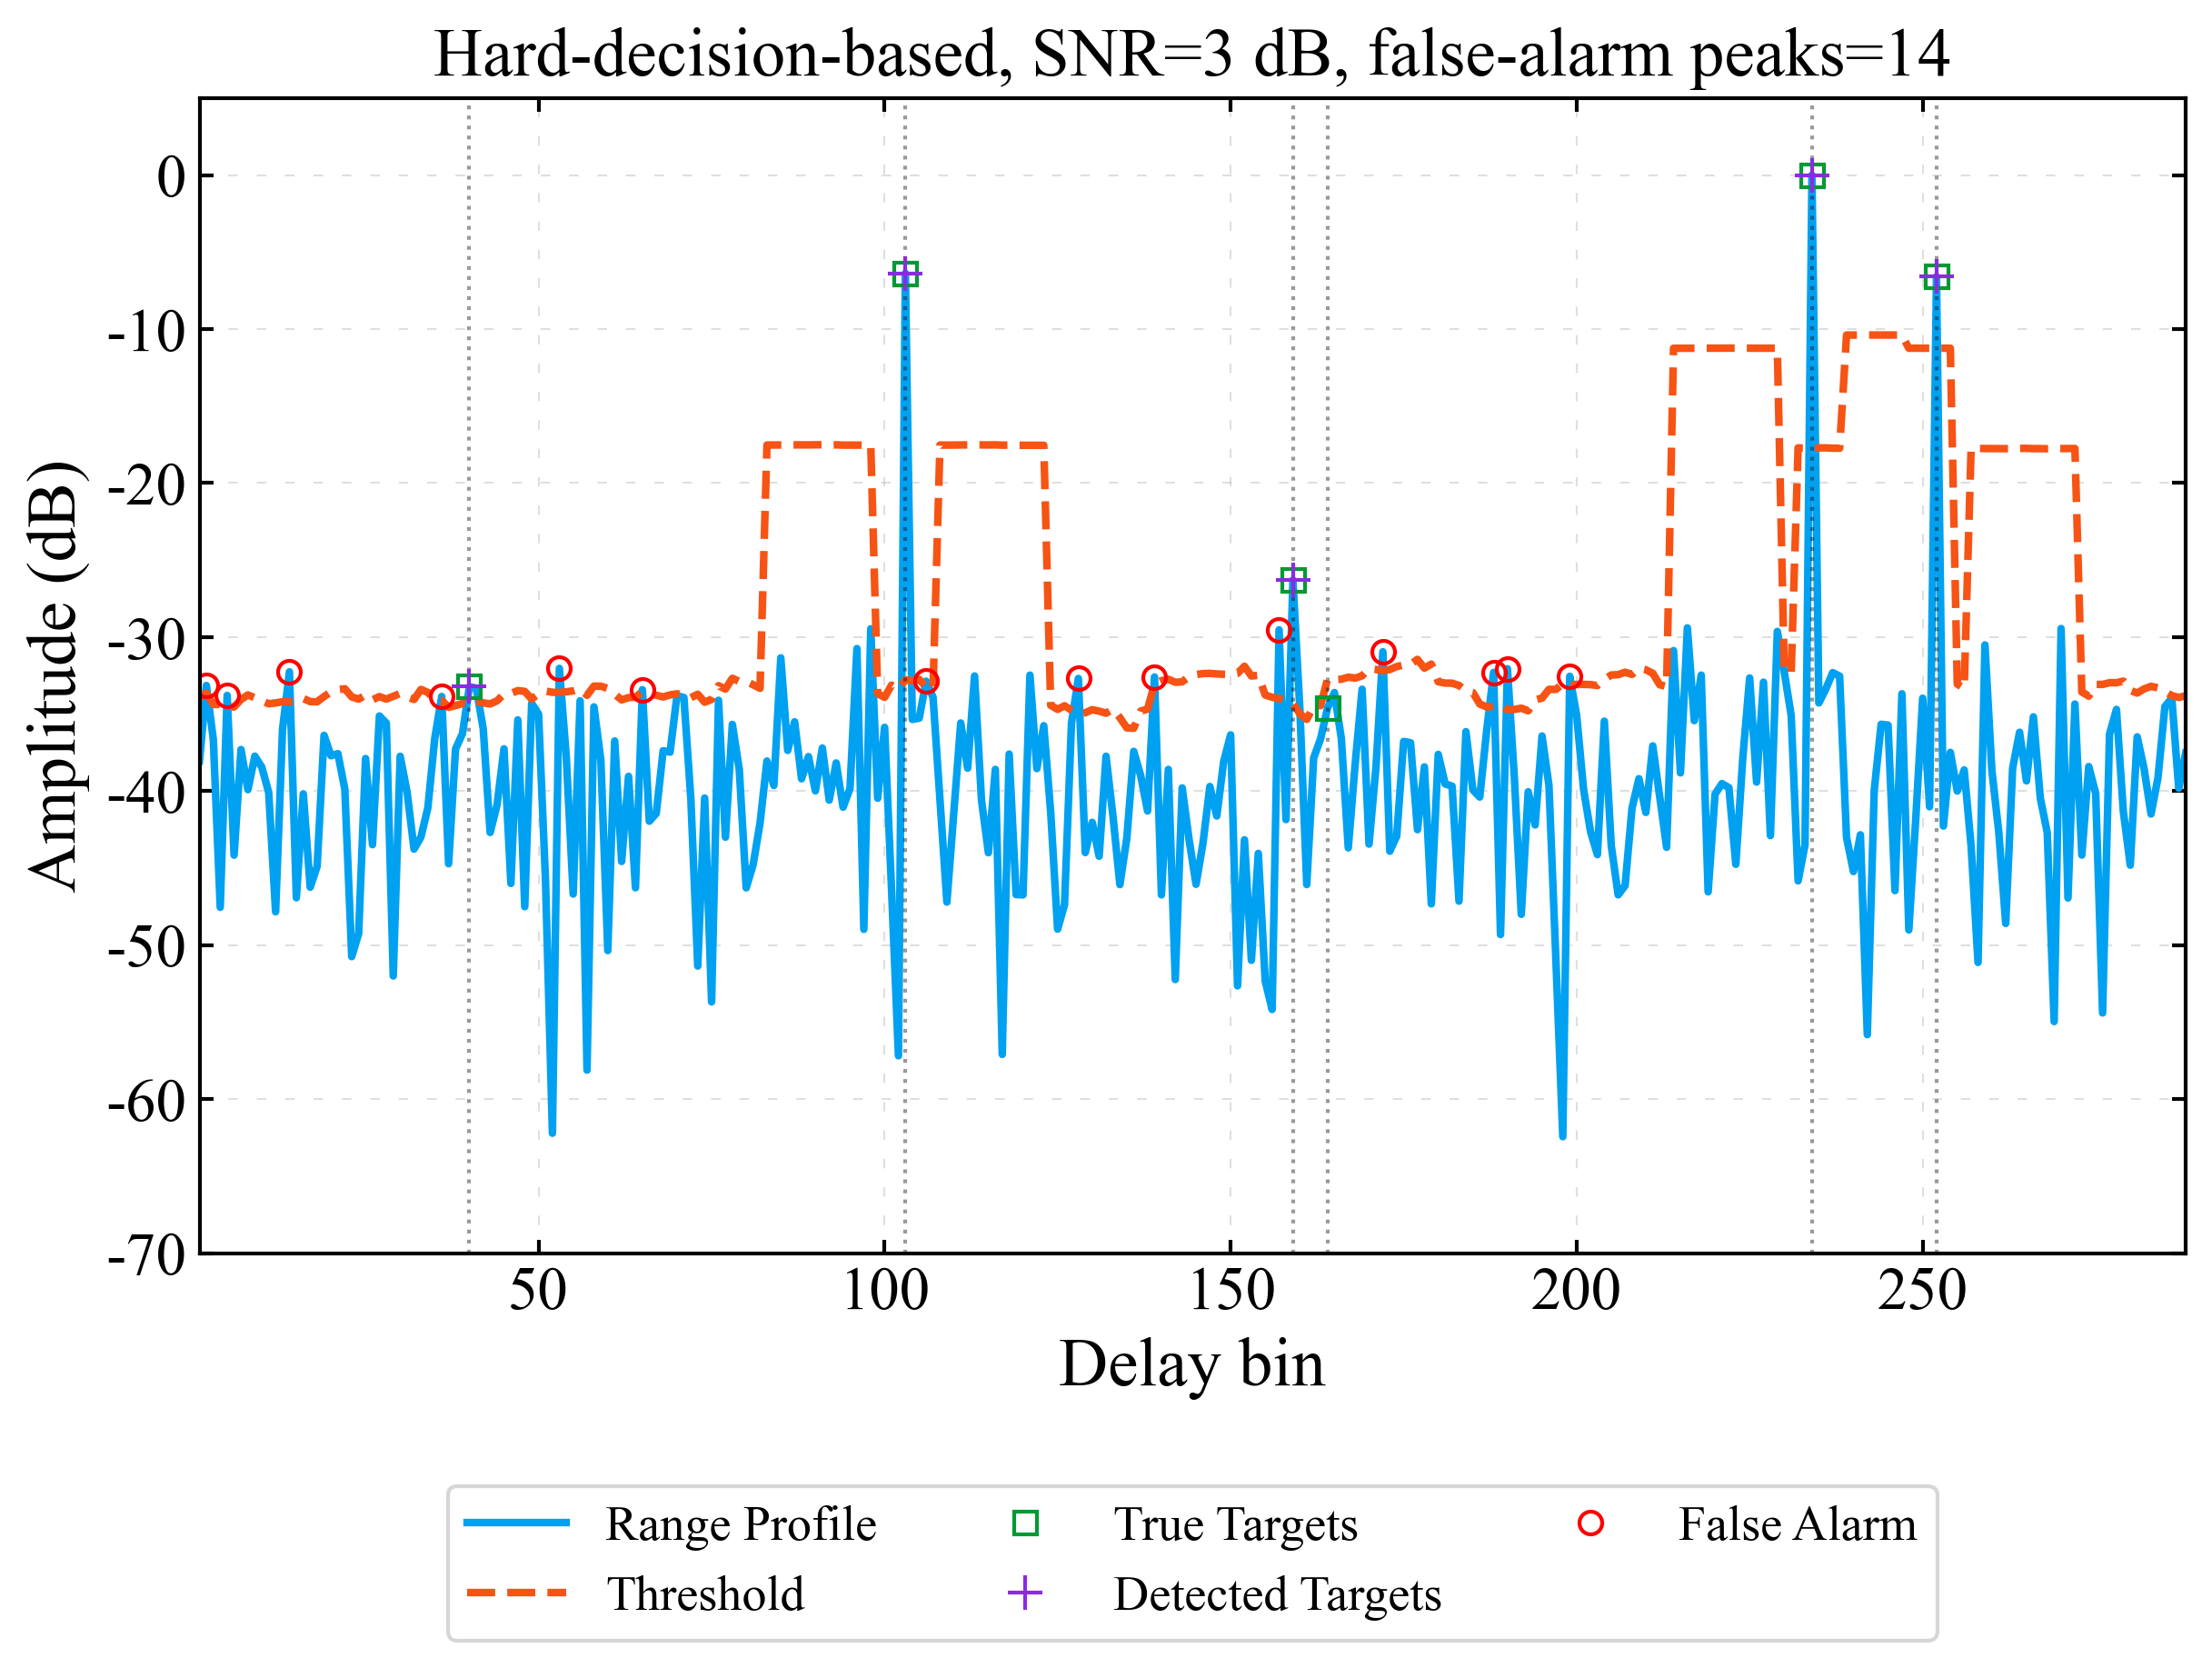 Hard-decision-based, SNR=3 dB, false-alarm peaks=14
0
-10
-20
-30
-40
-50
-60
-70
Amplitude (dB)
50 100 150 200 250
Delay bin
Range Profile True Targets False Alarm
Threshold Detected Targets